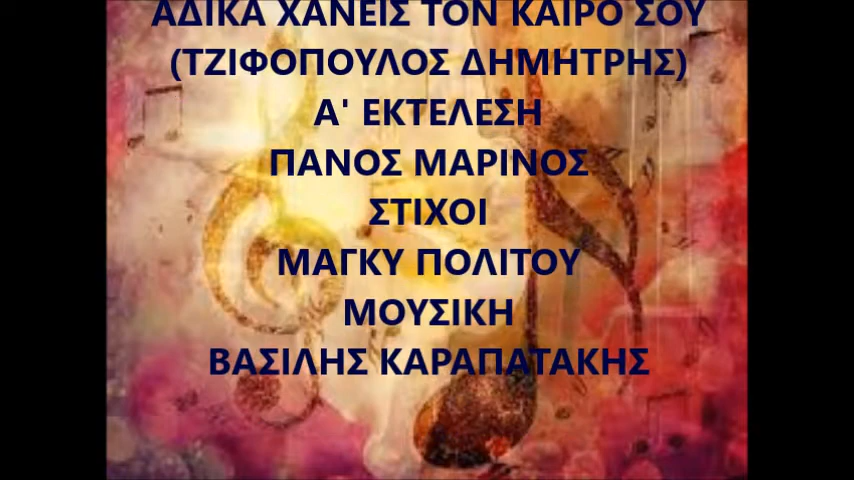 ΑΔΙΚΑ ΧΑΝΕΙΣ ΤΟΝ ΚΑΙΡΟ ΣΟΥ
(ΤΖΙΦΟΠΟΥΛΟΣ ΔΗΜΗΤΡΗΣ)
Α' ΕΚΤΕΛΕΣΗ
ΠΑΝΟΣ ΜΑΡΙΝΟΣ
ΣΤΙΧΟΙ
ΜΑΓΚΥ ΠΟΛΙΤΟΥ
ΜΟΥΣΙΚΗ
ΒΑΣΙΛΗΣ ΚΑΡΑΠΑΤΑΚΗΣ